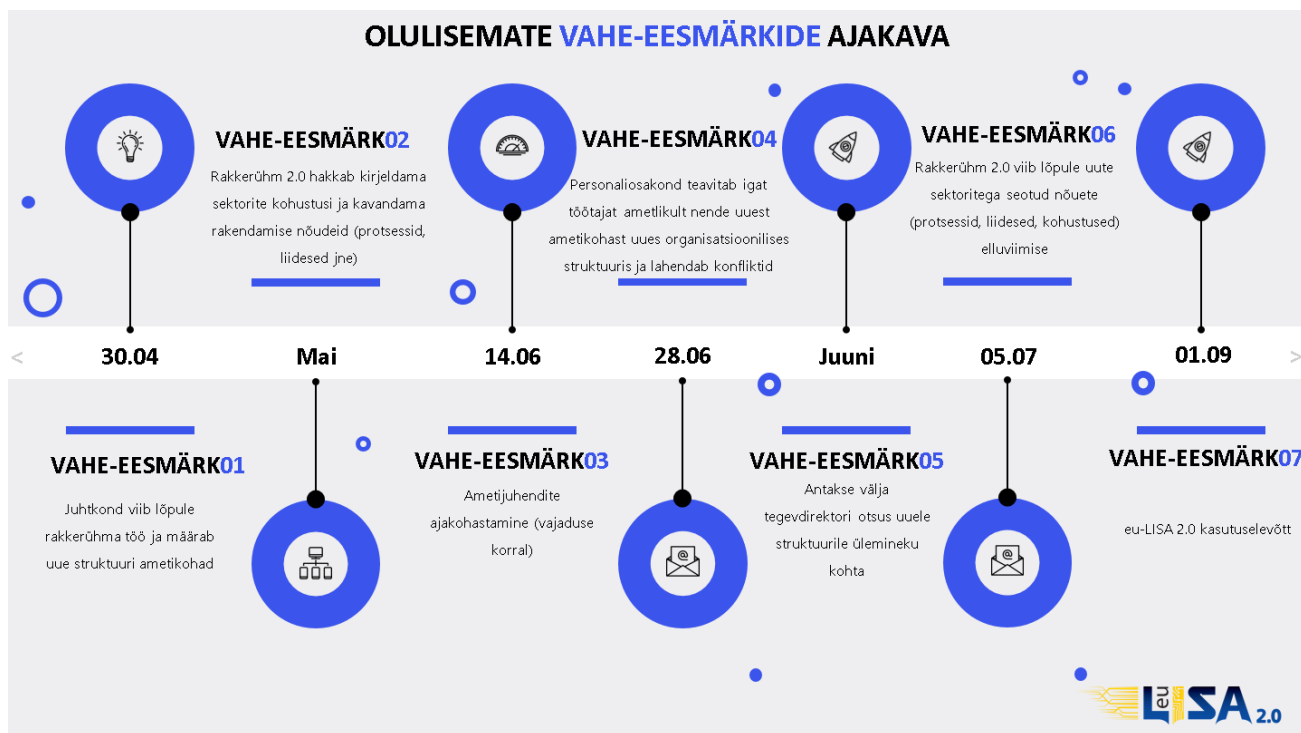 OLULISEMATE VAHE-EESMÄRKIDE AJAKAVA
VAHE-EESMÄRK02
Rakkerühm 2.0 hakkab kirjeldama
sektorite kohustusi ja kavandama
rakendamise nõudeid (protsessid,
liidesed jne)
VAHE-EESMÄRK04
Personaliosakond teavitab igat
töötajat ametlikult nende uuest
ametikohast uues organisatsioonilises
struktuuris ja lahendab konfliktid
VAHE-EESMÄRK06
Rakkerühm 2.0 viib lõpule uute
sektoritega seotud nõuete
(protsessid, liidesed, kohustused)
elluviimise
< 30.04 Mai 14.06 28.06 Juuni 05.07 01.09 >
VAHE-EESMÄRK01
Juhtkond viib lõpule
rakkerühma töö ja määrab
uue struktuuri ametikohad
VAHE-EESMÄRK03
Ametijuhendite
ajakohastamine (vajaduse
korral)
VAHE-EESMÄRK05
Antakse välja
tegevdirektori otsus uuele
struktuurile ülemineku
kohta
VAHE-EESMÄRK07
eu-LISA 2.0 kasutuselevõtt
eu LISA 2.0